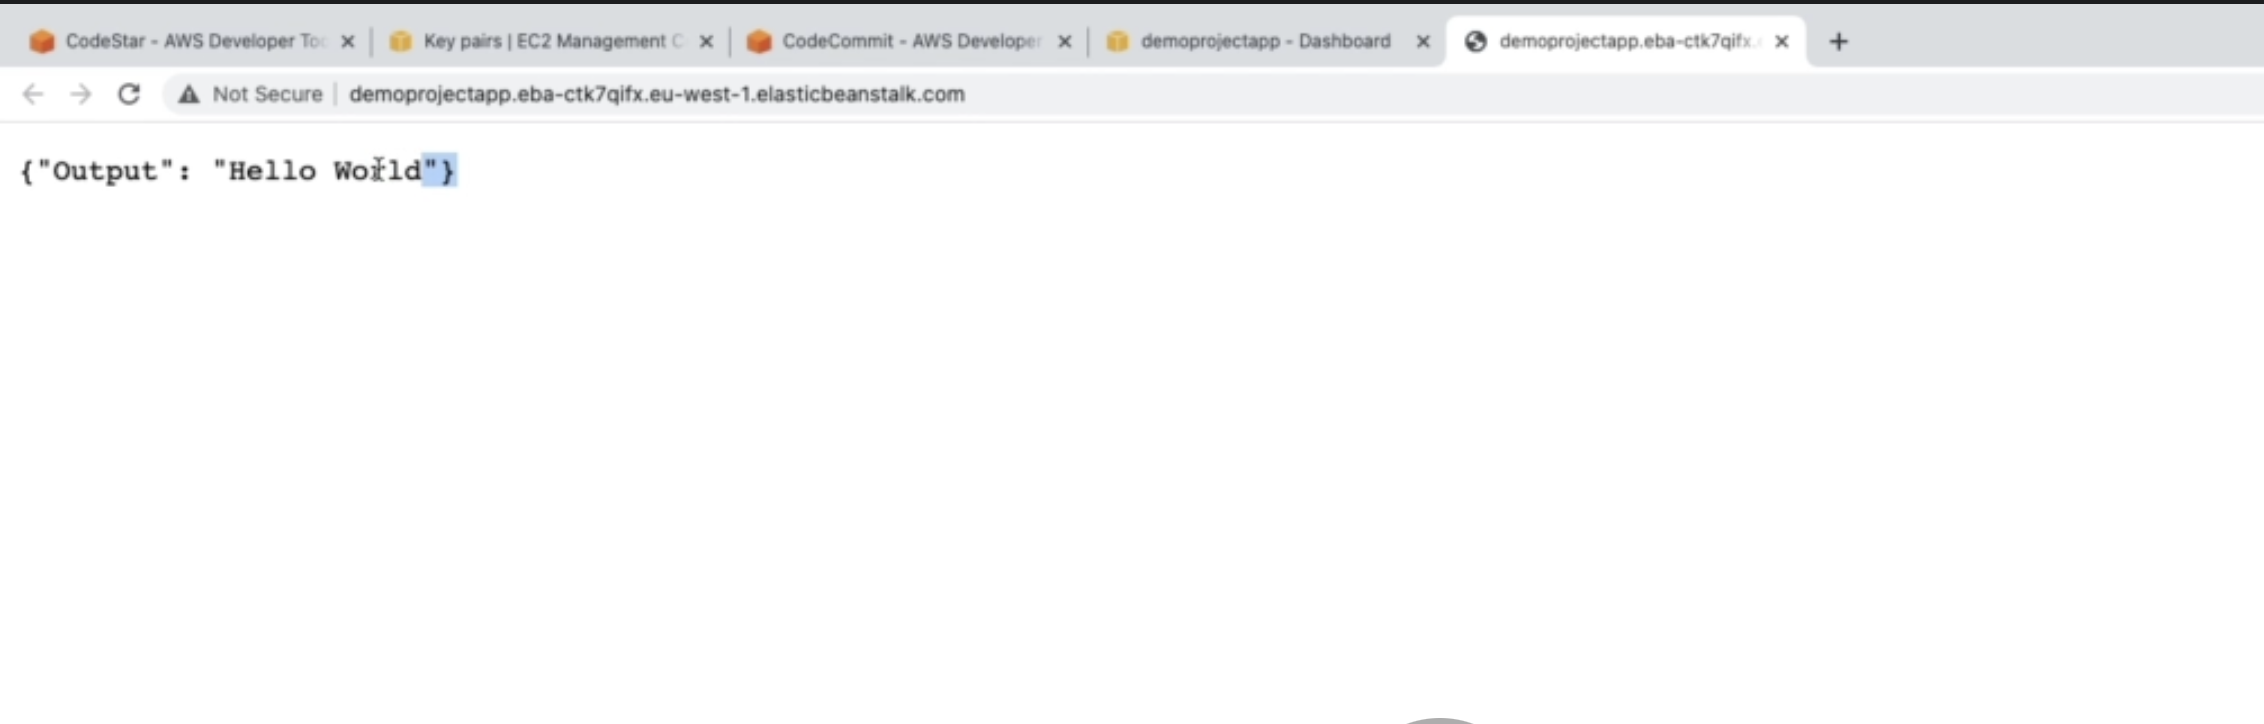 CodeStar - AWS Developer Too
Key pairs | EC2 Management C
CodeCommit - AWS Developer
demoprojectapp - Dashboard
demoprojectapp.eba-ctk7qifx.
Not Secure | demoprojectapp.eba-ctk7qifx.eu-west-1.elasticbeanstalk.com
{"Output": "Hello World"}